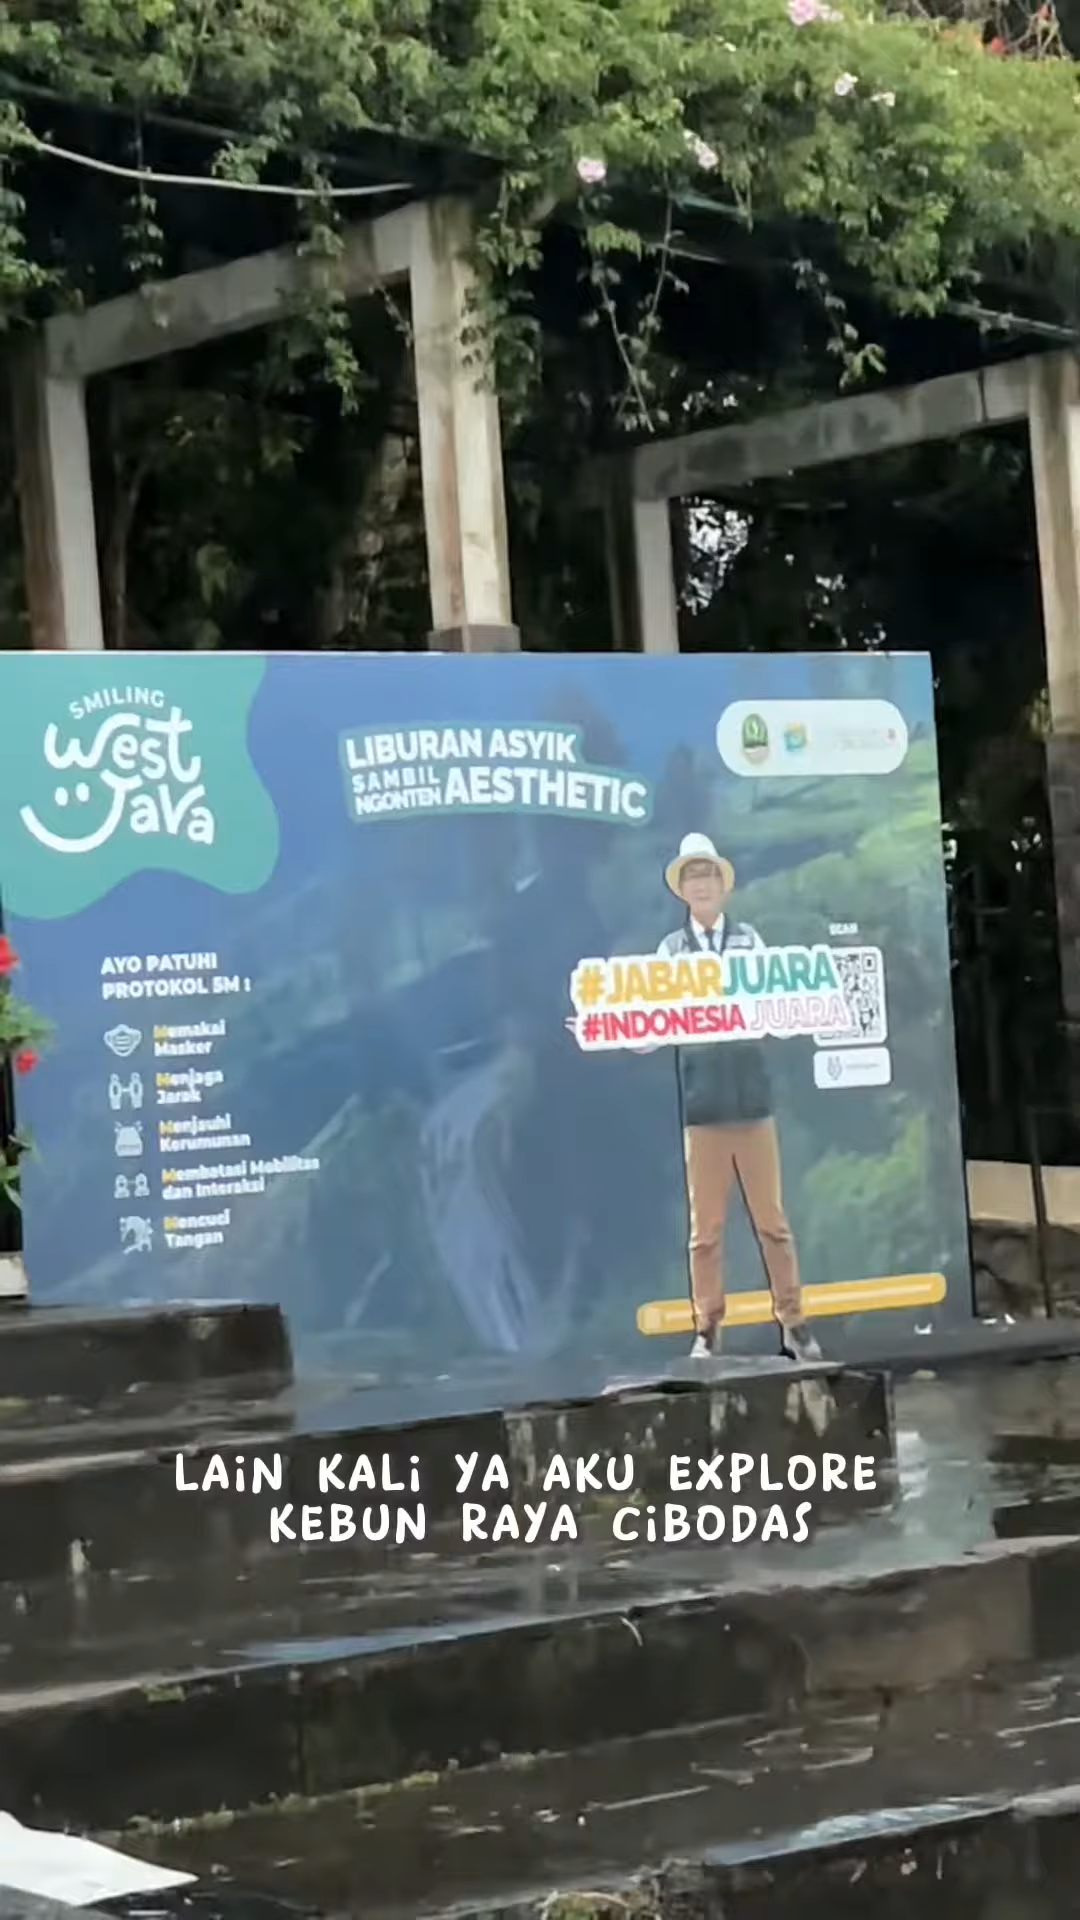 SMILING
West
Java
LIBURAN ASYIK
SAMBIL
NGONTEN AESTHETIC
AYO PATUHI
PROTOKOL 5M :
Memakai
Masker
Menjaga
Jarak
Menjauhi
Kerumunan
Membatasi Mobilitas
dan Interaksi
Mencuci
Tangan
SCAN
#JABARJUARA
#INDONESIA JUARA
LAiN KALi YA AKU EXPLORE
KEBUN RAYA CiBODAS